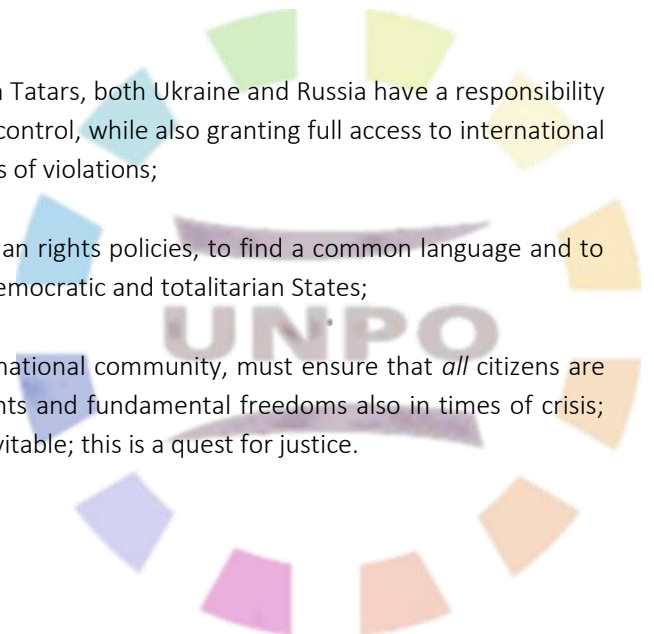 Tatars, both Ukraine and Russia have a responsibility
control, while also granting full access to international
s of violations;
an rights policies, to find a common language and to
emocratic and totalitarian States;
UNPO
national community, must ensure that all citizens are
nts and fundamental freedoms also in times of crisis;
vitable; this is a quest for justice.